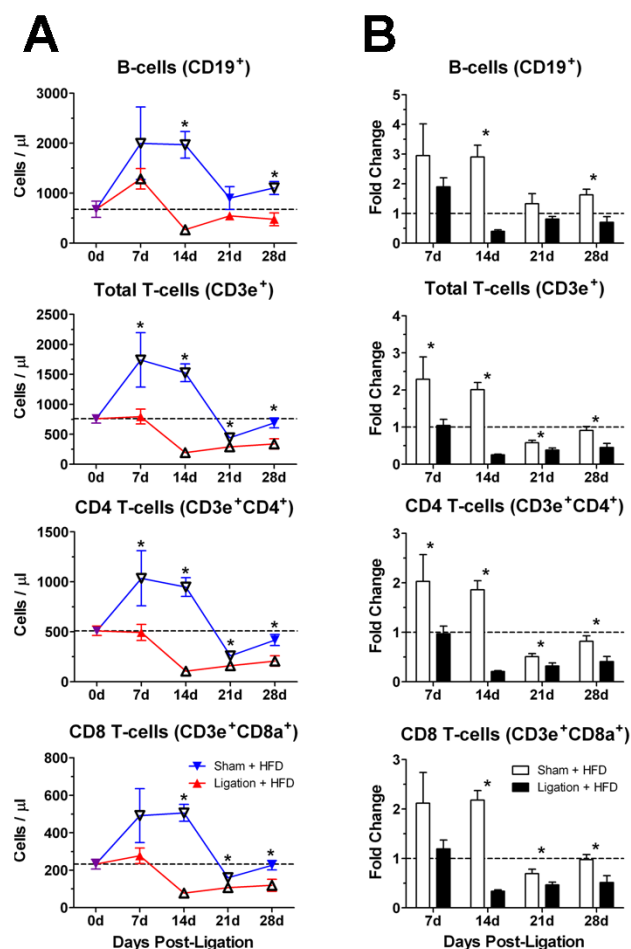 A
B-cells (CD19+)
3000
2000
1000
0
Cells / µl
*
*
0d 7d 14d 21d 28d
Total T-cells (CD3e+)
2500
2000
1500
1000
500
0
Cells / µl
*
*
*
*
0d 7d 14d 21d 28d
CD4 T-cells (CD3e+CD4+)
1500
1000
500
0
Cells / µl
*
*
*
*
0d 7d 14d 21d 28d
CD8 T-cells (CD3e+CD8a+)
800
600
400
200
0
Cells / µl
Sham + HFD
Ligation + HFD
*
*
*
0d 7d 14d 21d 28d
Days Post-Ligation
B
B-cells (CD19+)
5
4
3
2
1
0
Fold Change
*
*
7d 14d 21d 28d
Total T-cells (CD3e+)
4
3
2
1
0
Fold Change
*
*
*
*
7d 14d 21d 28d
CD4 T-cells (CD3e+CD4+)
3
2
1
0
Fold Change
*
*
*
*
7d 14d 21d 28d
CD8 T-cells (CD3e+CD8a+)
3
2
1
0
Fold Change
Sham + HFD
Ligation + HFD
*
*
*
7d 14d 21d 28d
Days Post-Ligation